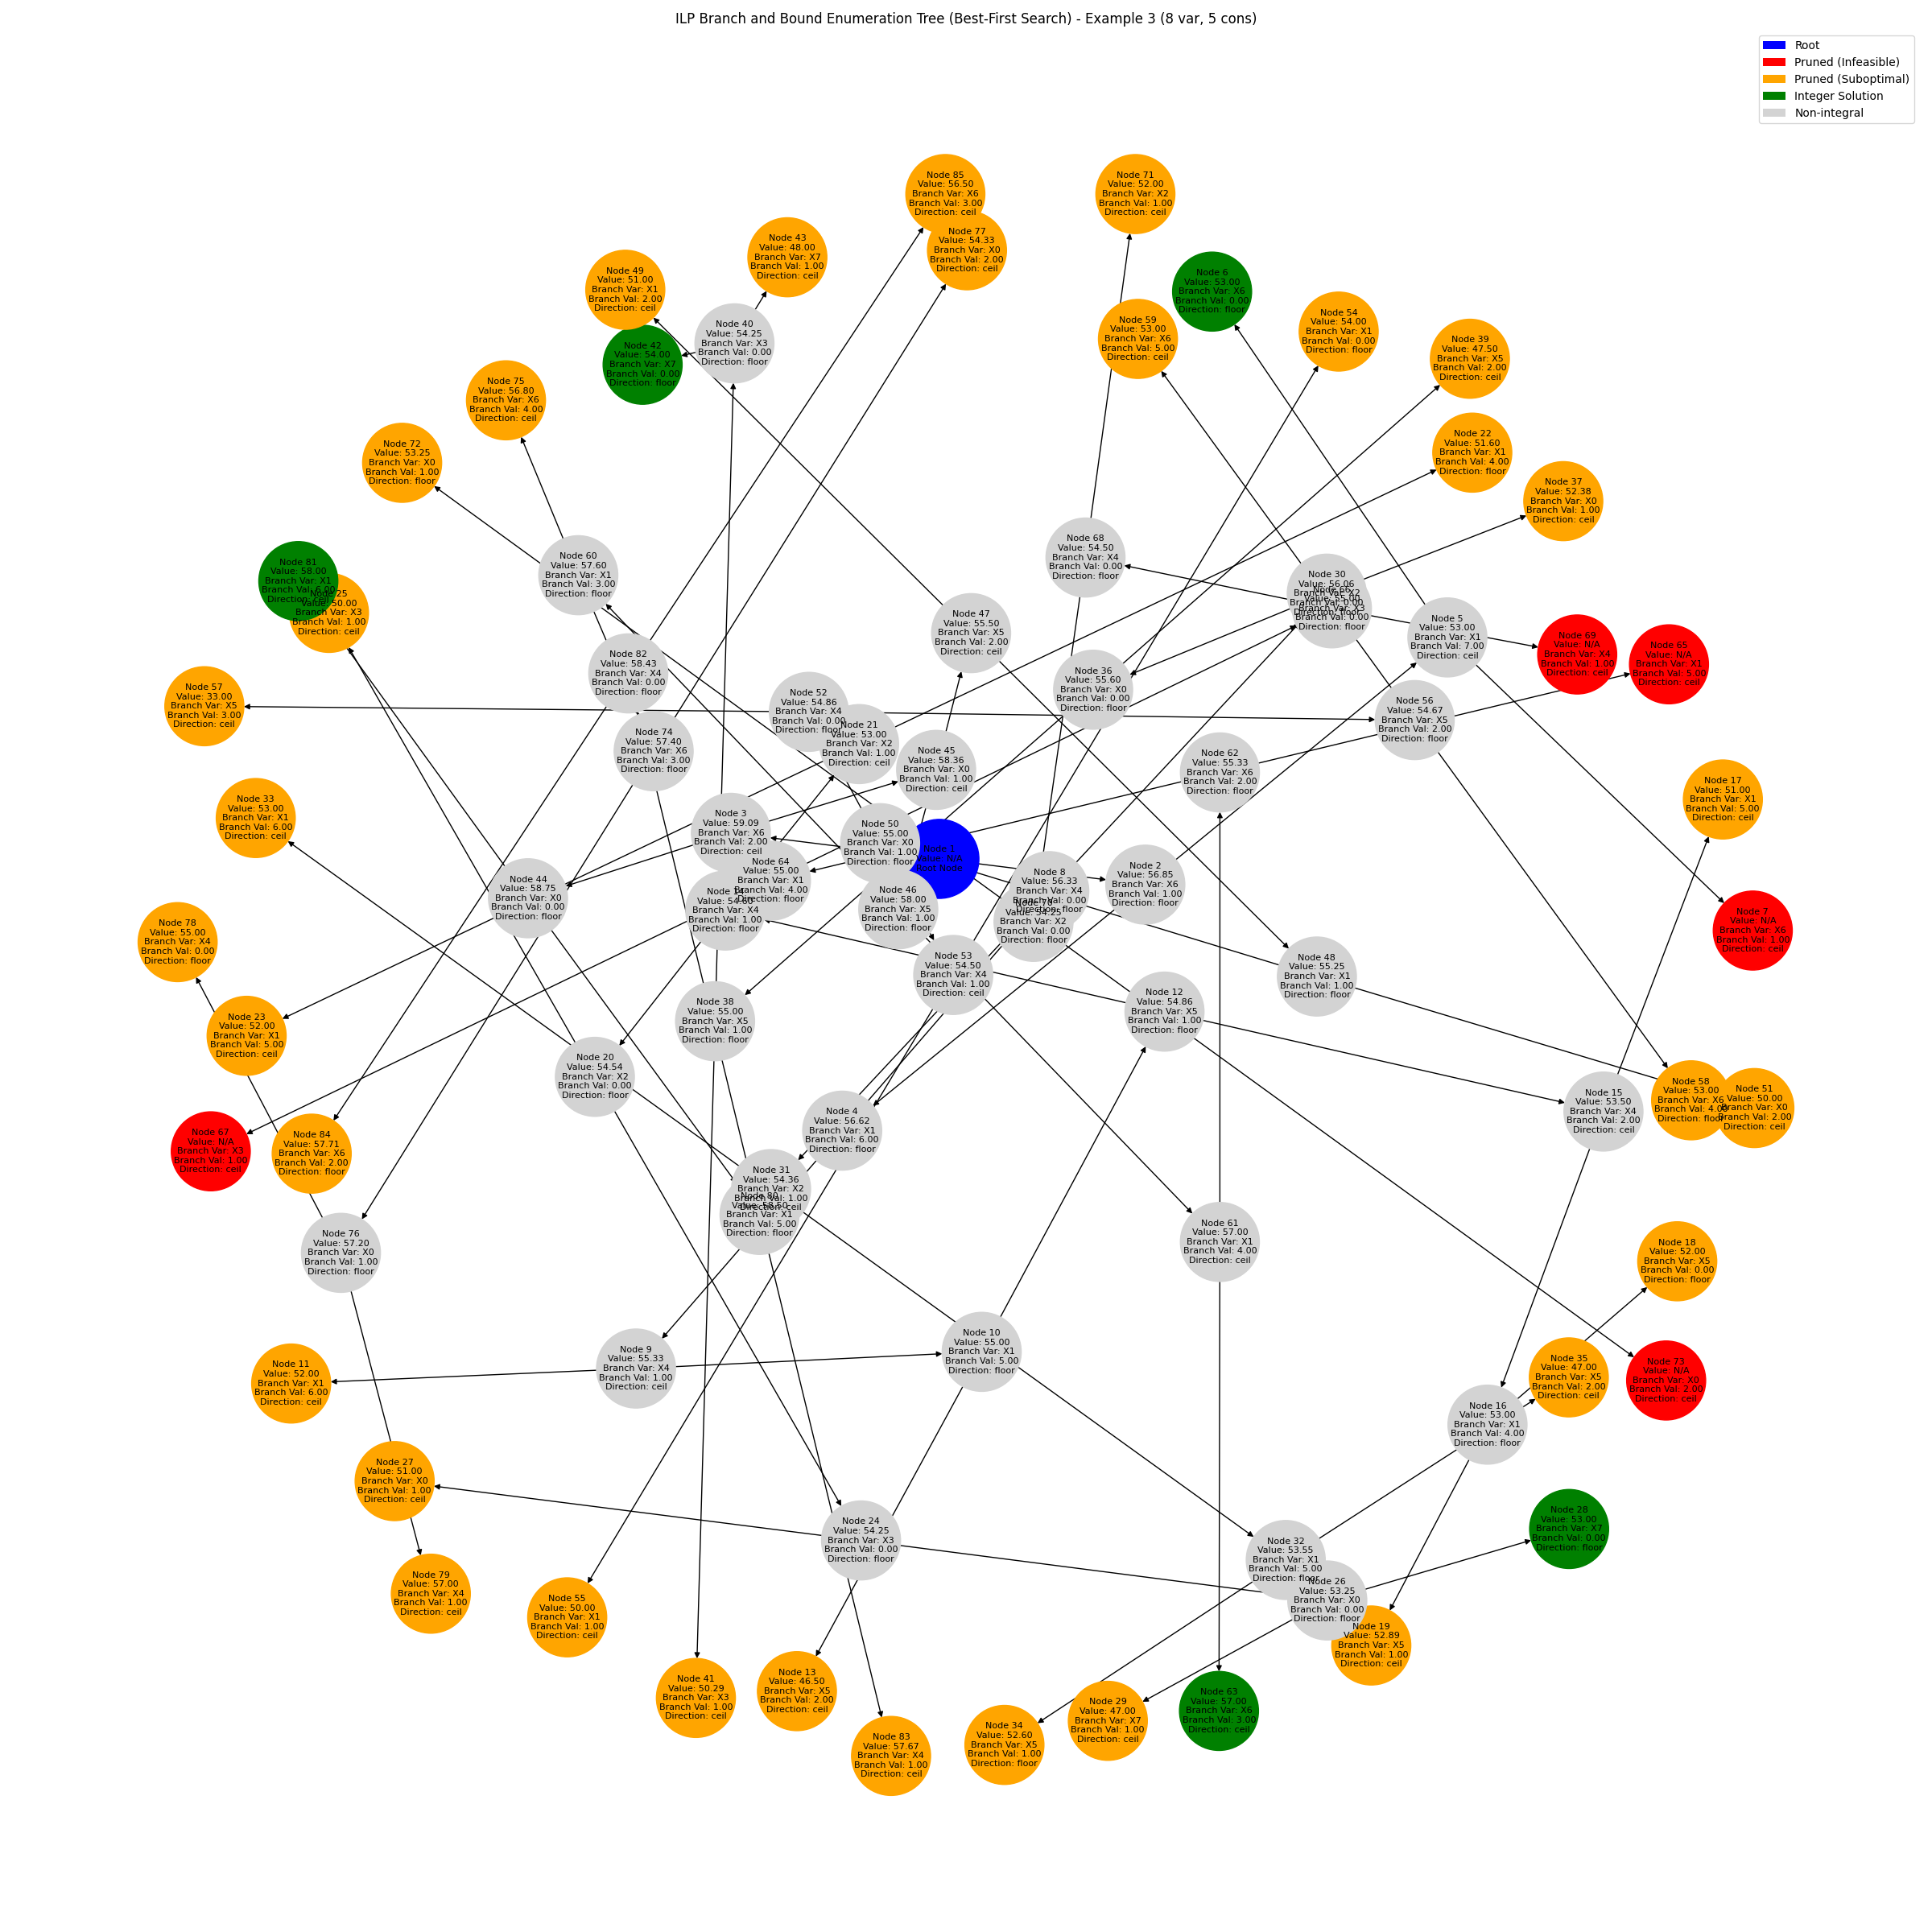 ILP Branch and Bound Enumeration Tree (Best-First Search) - Example 3 (8 var, 5 cons)
Root
Pruned (Infeasible)
Pruned (Suboptimal)
Integer Solution
Non-integral
Node 85
Value: 56.50
Branch Var: X6
Branch Val: 3.00
Direction: ceil
Node 71
Value: 52.00
Branch Var: X2
Branch Val: 1.00
Direction: ceil
Node 77
Value: 54.33
Branch Var: X0
Branch Val: 2.00
Direction: ceil
Node 43
Value: 48.00
Branch Var: X7
Branch Val: 1.00
Direction: ceil
Node 49
Value: 51.00
Branch Var: X1
Branch Val: 2.00
Direction: ceil
Node 6
Value: 53.00
Branch Var: X6
Branch Val: 0.00
Direction: floor
Node 40
Value: 54.25
Branch Var: X3
Branch Val: 0.00
Direction: floor
Node 59
Value: 53.00
Branch Var: X6
Branch Val: 5.00
Direction: ceil
Node 54
Value: 54.00
Branch Var: X1
Branch Val: 0.00
Direction: floor
Node 42
Value: 54.00
Branch Var: X7
Branch Val: 0.00
Direction: floor
Node 39
Value: 47.50
Branch Var: X5
Branch Val: 2.00
Direction: ceil
Node 75
Value: 56.80
Branch Var: X6
Branch Val: 4.00
Direction: ceil
Node 72
Value: 53.25
Branch Var: X0
Branch Val: 1.00
Direction: floor
Node 22
Value: 51.60
Branch Var: X1
Branch Val: 4.00
Direction: ceil
Node 37
Value: 52.38
Branch Var: X0
Branch Val: 1.00
Direction: ceil
Node 68
Value: 54.50
Branch Var: X4
Branch Val: 0.00
Direction: floor
Node 60
Value: 57.60
Branch Var: X1
Branch Val: 3.00
Direction: floor
Node 81
Value: 58.00
Branch Var: X1
Node 25
Value: 50.00
Branch Var: X3
Branch Val: 1.00
Direction: ceil
Node 30
Value: 56.06
Branch Var: X2
Branch Val: 0.00
Branch Var: X3
Branch Val: 0.00
Direction: floor
Node 5
Value: 53.00
Branch Var: X1
Branch Val: 7.00
Direction: ceil
Node 69
Value: N/A
Branch Var: X4
Branch Val: 1.00
Direction: ceil
Node 65
Value: N/A
Branch Var: X1
Branch Val: 5.00
Direction: ceil
Node 47
Value: 55.50
Branch Var: X5
Branch Val: 2.00
Direction: ceil
Node 82
Value: 58.43
Branch Var: X4
Branch Val: 0.00
Direction: floor
Node 36
Value: 55.60
Branch Var: X0
Branch Val: 0.00
Direction: floor
Node 57
Value: 33.00
Branch Var: X5
Branch Val: 3.00
Direction: ceil
Node 52
Value: 54.86
Branch Var: X4
Branch Val: 0.00
Direction: floor
Node 56
Value: 54.67
Branch Var: X5
Branch Val: 2.00
Direction: floor
Node 21
Value: 53.00
Branch Var: X2
Branch Val: 1.00
Direction: ceil
Node 74
Value: 57.40
Branch Var: X6
Branch Val: 3.00
Direction: floor
Node 45
Value: 58.36
Branch Var: X0
Branch Val: 1.00
Direction: ceil
Node 62
Value: 55.33
Branch Var: X6
Branch Val: 2.00
Direction: floor
Node 17
Value: 51.00
Branch Var: X1
Branch Val: 5.00
Direction: ceil
Node 33
Value: 53.00
Branch Var: X1
Branch Val: 6.00
Direction: ceil
Node 3
Value: 59.09
Branch Var: X6
Branch Val: 2.00
Direction: ceil
Node 50
Value: 55.00
Branch Var: X0
Branch Val: 1.00
Direction: floor
Node 1
Value: N/A
Root Node
Node 64
Value: 55.00
Branch Var: X1
Branch Val: 4.00
Direction: floor
Node 2
Value: 56.85
Branch Var: X6
Branch Val: 1.00
Direction: floor
Node 8
Value: 56.33
Branch Var: X4
Branch Val: 0.00
Direction: floor
Node 44
Value: 58.75
Branch Var: X0
Branch Val: 0.00
Direction: floor
Node 14
Value: 54.60
Branch Var: X4
Branch Val: 1.00
Direction: floor
Node 46
Value: 58.00
Branch Var: X5
Branch Val: 1.00
Direction: floor
Value: 54.25
Branch Var: X2
Branch Val: 0.00
Direction: floor
Node 7
Value: N/A
Branch Var: X6
Branch Val: 1.00
Direction: ceil
Node 78
Value: 55.00
Branch Var: X4
Branch Val: 0.00
Direction: floor
Node 53
Value: 54.50
Branch Var: X4
Branch Val: 1.00
Direction: ceil
Node 48
Value: 55.25
Branch Var: X1
Branch Val: 1.00
Direction: floor
Node 12
Value: 54.86
Branch Var: X5
Branch Val: 1.00
Direction: floor
Node 38
Value: 55.00
Branch Var: X5
Branch Val: 1.00
Direction: floor
Node 23
Value: 52.00
Branch Var: X1
Branch Val: 5.00
Direction: ceil
Node 20
Value: 54.54
Branch Var: X2
Branch Val: 0.00
Direction: floor
Node 58
Value: 53.00
Branch Var: X6
Branch Val: 4.00
Direction: floor
Node 51
Value: 50.00
Branch Var: X0
Branch Val: 2.00
Direction: ceil
Node 15
Value: 53.50
Branch Var: X4
Branch Val: 2.00
Direction: ceil
Node 4
Value: 56.62
Branch Var: X1
Branch Val: 6.00
Direction: floor
Node 67
Value: N/A
Branch Var: X3
Branch Val: 1.00
Direction: ceil
Node 84
Value: 57.71
Branch Var: X6
Branch Val: 2.00
Direction: floor
Node 31
Value: 54.36
Branch Var: X2
Branch Val: 1.00
Direction: ceil
Node 80
Value: 58.50
Branch Var: X1
Branch Val: 5.00
Direction: floor
Node 61
Value: 57.00
Branch Var: X1
Branch Val: 4.00
Direction: ceil
Node 76
Value: 57.20
Branch Var: X0
Branch Val: 1.00
Direction: floor
Node 18
Value: 52.00
Branch Var: X5
Branch Val: 0.00
Direction: floor
Node 10
Value: 55.00
Branch Var: X1
Branch Val: 5.00
Direction: floor
Node 9
Value: 55.33
Branch Var: X4
Branch Val: 1.00
Direction: ceil
Node 11
Value: 52.00
Branch Var: X1
Branch Val: 6.00
Direction: ceil
Node 35
Value: 47.00
Branch Var: X5
Branch Val: 2.00
Direction: ceil
Node 73
Value: N/A
Branch Var: X0
Branch Val: 2.00
Direction: ceil
Node 16
Value: 53.00
Branch Var: X1
Branch Val: 4.00
Direction: floor
Node 27
Value: 51.00
Branch Var: X0
Branch Val: 1.00
Direction: ceil
Node 28
Value: 53.00
Branch Var: X7
Branch Val: 0.00
Direction: floor
Node 24
Value: 54.25
Branch Var: X3
Branch Val: 0.00
Direction: floor
Node 32
Value: 53.55
Branch Var: X1
Branch Val: 5.00
Direction: floor
Node 26
Value: 53.25
Branch Var: X0
Branch Val: 0.00
Direction: floor
Node 79
Value: 57.00
Branch Var: X4
Branch Val: 1.00
Direction: ceil
Node 55
Value: 50.00
Branch Var: X1
Branch Val: 1.00
Direction: ceil
Node 19
Value: 52.89
Branch Var: X5
Branch Val: 1.00
Direction: ceil
Node 41
Value: 50.29
Branch Var: X3
Branch Val: 1.00
Direction: ceil
Node 13
Value: 46.50
Branch Var: X5
Branch Val: 2.00
Direction: ceil
Node 63
Value: 57.00
Branch Var: X6
Branch Val: 3.00
Direction: ceil
Node 29
Value: 47.00
Branch Var: X7
Branch Val: 1.00
Direction: ceil
Node 34
Value: 52.60
Branch Var: X5
Branch Val: 1.00
Direction: floor
Node 83
Value: 57.67
Branch Var: X4
Branch Val: 1.00
Direction: ceil